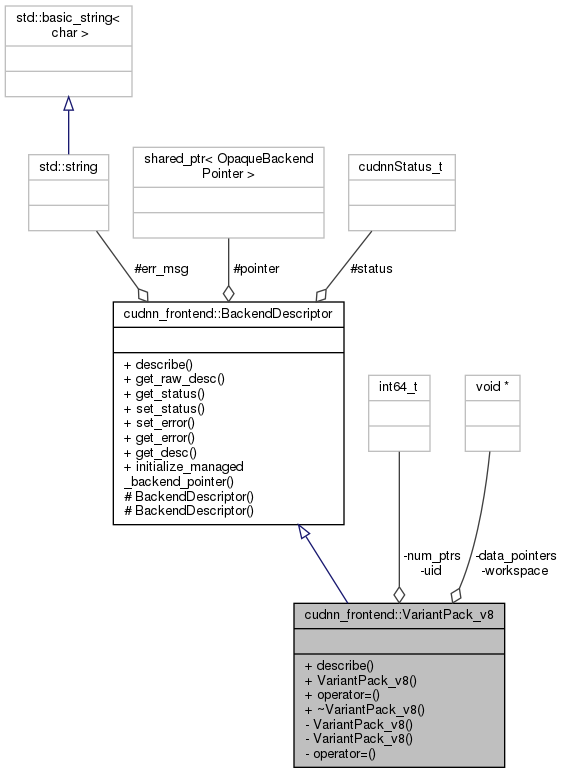 std::basic_string<
char >
std::string
shared_ptr< OpaqueBackend
Pointer >
cudnnStatus_t
#err_msg
#pointer
#status
cudnn_frontend::BackendDescriptor
+ describe()
+ get_raw_desc()
+ get_status()
+ set_status()
+ set_error()
+ get_error()
+ get_desc()
+ initialize_managed
_backend_pointer()
# BackendDescriptor()
# BackendDescriptor()
int64_t
void *
-num_ptrs
-uid
-data_pointers
-workspace
cudnn_frontend::VariantPack_v8
+ describe()
+ VariantPack_v8()
+ operator=()
+ ~VariantPack_v8()
- VariantPack_v8()
- VariantPack_v8()
- operator=()